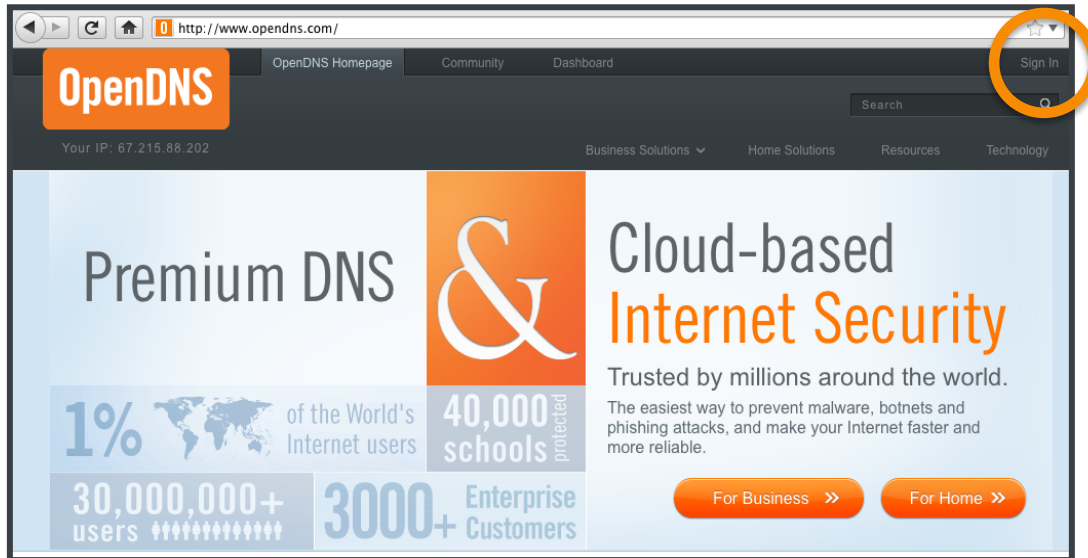 http://www.opendns.com/
OpenDNS
OpenDNS Homepage
Community
Dashboard
Sign In
Search
Your IP: 67.215.88.202
Business Solutions
Home Solutions
Resources
Technology
Premium DNS
&
Cloud-based
Internet Security
Trusted by millions around the world.
The easiest way to prevent malware, botnets and
phishing attacks, and make your Internet faster and
more reliable.
For Business »
For Home »
1%
of the World's
Internet users
40,000
schools
protected
30,000,000+
users
3000+
Enterprise
Customers